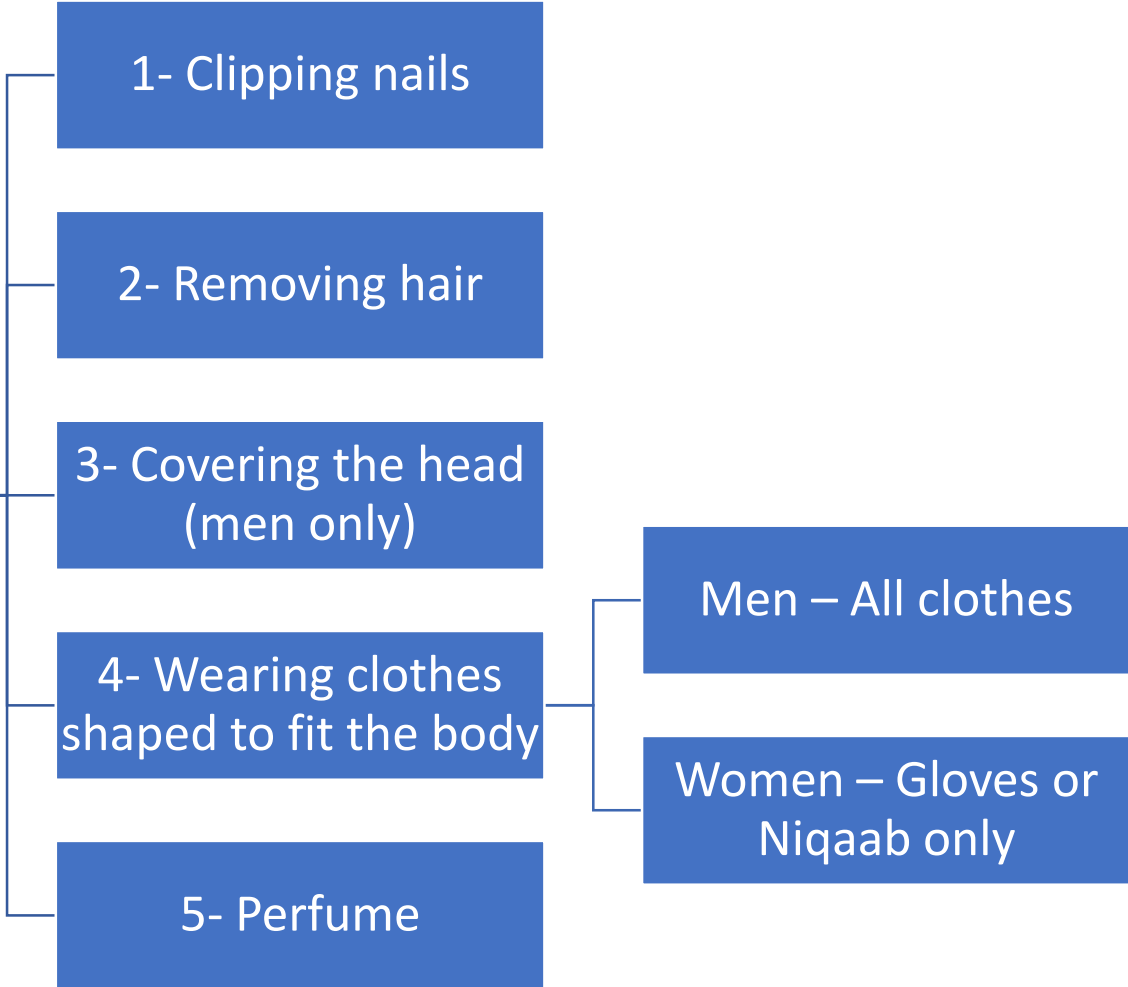 1- Clipping nails
2- Removing hair
3- Covering the head
(men only)
4- Wearing clothes
shaped to fit the body
Men – All clothes
Women – Gloves or
Niqaab only
5- Perfume